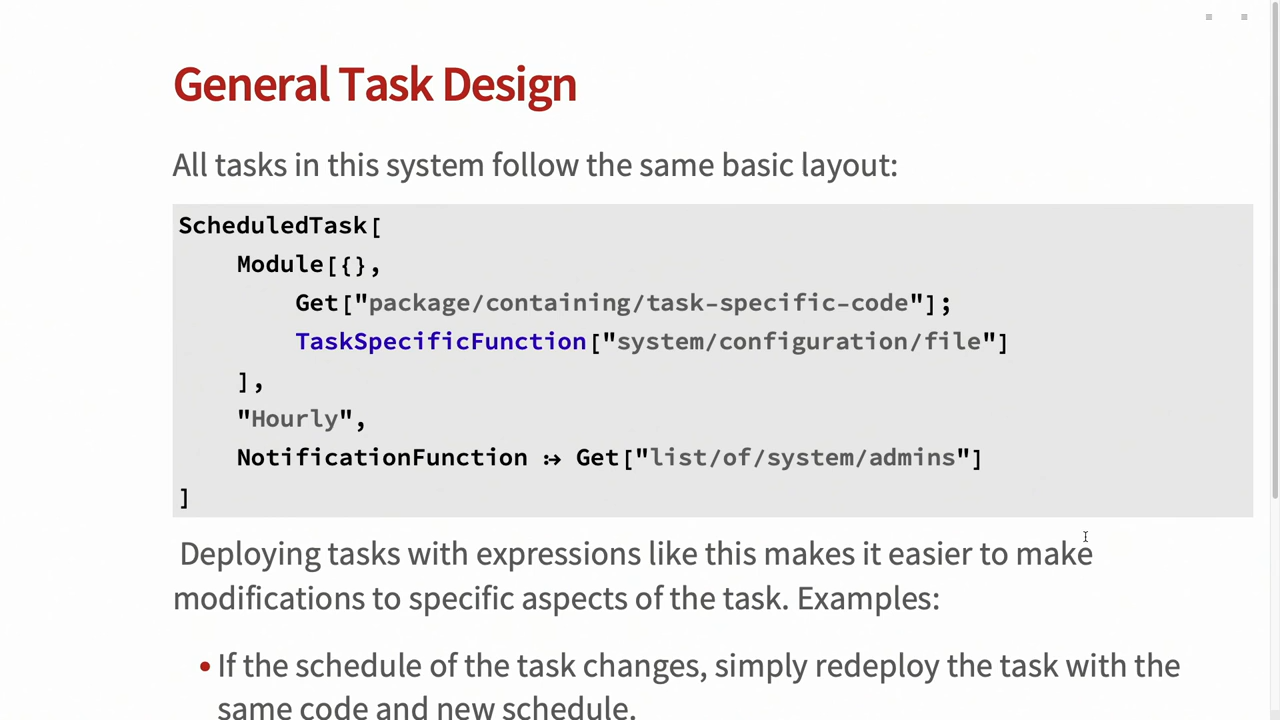 General Task Design
All tasks in this system follow the same basic layout:
ScheduledTask[
    Module[{},
        Get["package/containing/task-specific-code"];
        TaskSpecificFunction["system/configuration/file"]
    ],
    "Hourly",
    NotificationFunction :→ Get["list/of/system/admins"]
]
Deploying tasks with expressions like this makes it easier to make
modifications to specific aspects of the task. Examples:
• If the schedule of the task changes, simply redeploy the task with the
same code and new schedule.